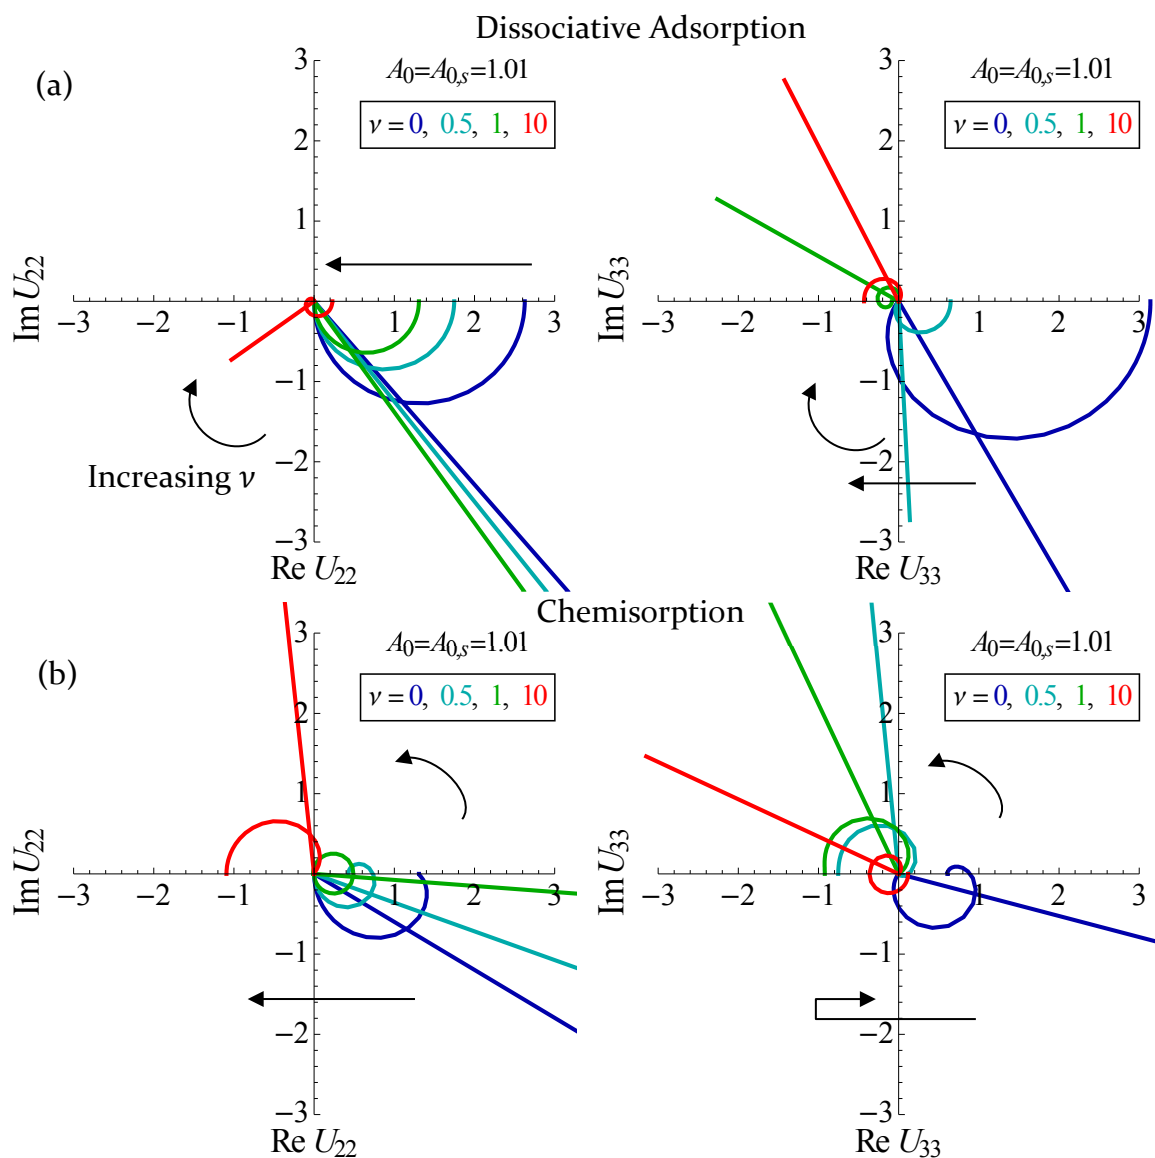 Dissociative Adsorption
(a)
A0=A0,s=1.01
ν = 0, 0.5, 1, 10
Im U22
3
2
1
−3 −2 −1 0 1 2 3
−1
−2
−3
Re U22
Increasing ν
A0=A0,s=1.01
ν = 0, 0.5, 1, 10
Im U33
3
2
1
−3 −2 −1 0 1 2 3
−1
−2
−3
Re U33
Chemisorption
(b)
A0=A0,s=1.01
ν = 0, 0.5, 1, 10
Im U22
3
2
1
−3 −2 −1 0 1 2 3
−1
−2
−3
Re U22
A0=A0,s=1.01
ν = 0, 0.5, 1, 10
Im U33
3
2
1
−3 −2 −1 0 1 2 3
−1
−2
−3
Re U33